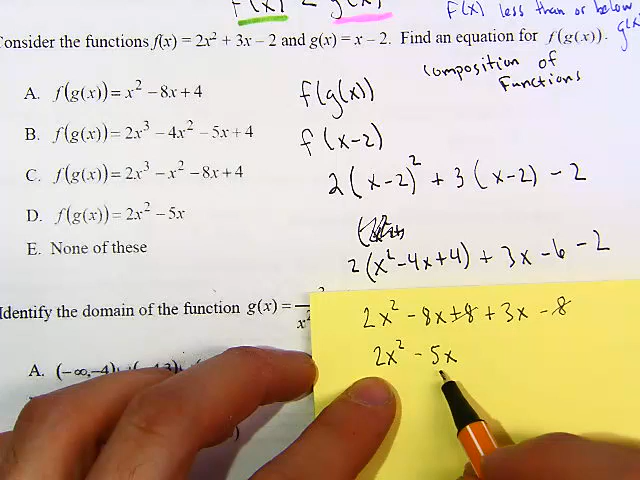 f(x) < g(x)
f(x) less than or below
g(x)
Consider the functions f(x) = 2x² + 3x – 2 and g(x) = x – 2. Find an equation for f(g(x)).
composition of
Functions
A. f(g(x)) = x² – 8x + 4
f(g(x))
B. f(g(x)) = 2x³ – 4x² – 5x + 4
f(x-2)
C. f(g(x)) = 2x³ – x² – 8x + 4
2(x-2)² + 3(x-2) - 2
D. f(g(x)) = 2x² – 5x
E. None of these
2(x²-4x+4) + 3x - 6 - 2
Identify the domain of the function g(x) =
2x² - 8x + 8 + 3x - 8
2x² - 5x
A. (–∞, –4)